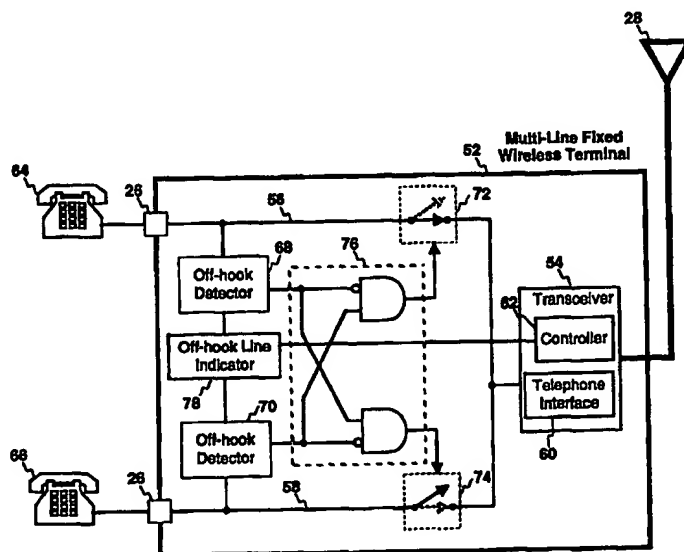 28
Multi-Line Fixed
Wireless Terminal
52
64
26
56
72
68
76
54
Off-hook
Detector
Transceiver
62
Controller
Off-hook Line
Indicator
78
70
Telephone
Interface
Off-hook
Detector
60
66
26
58
74